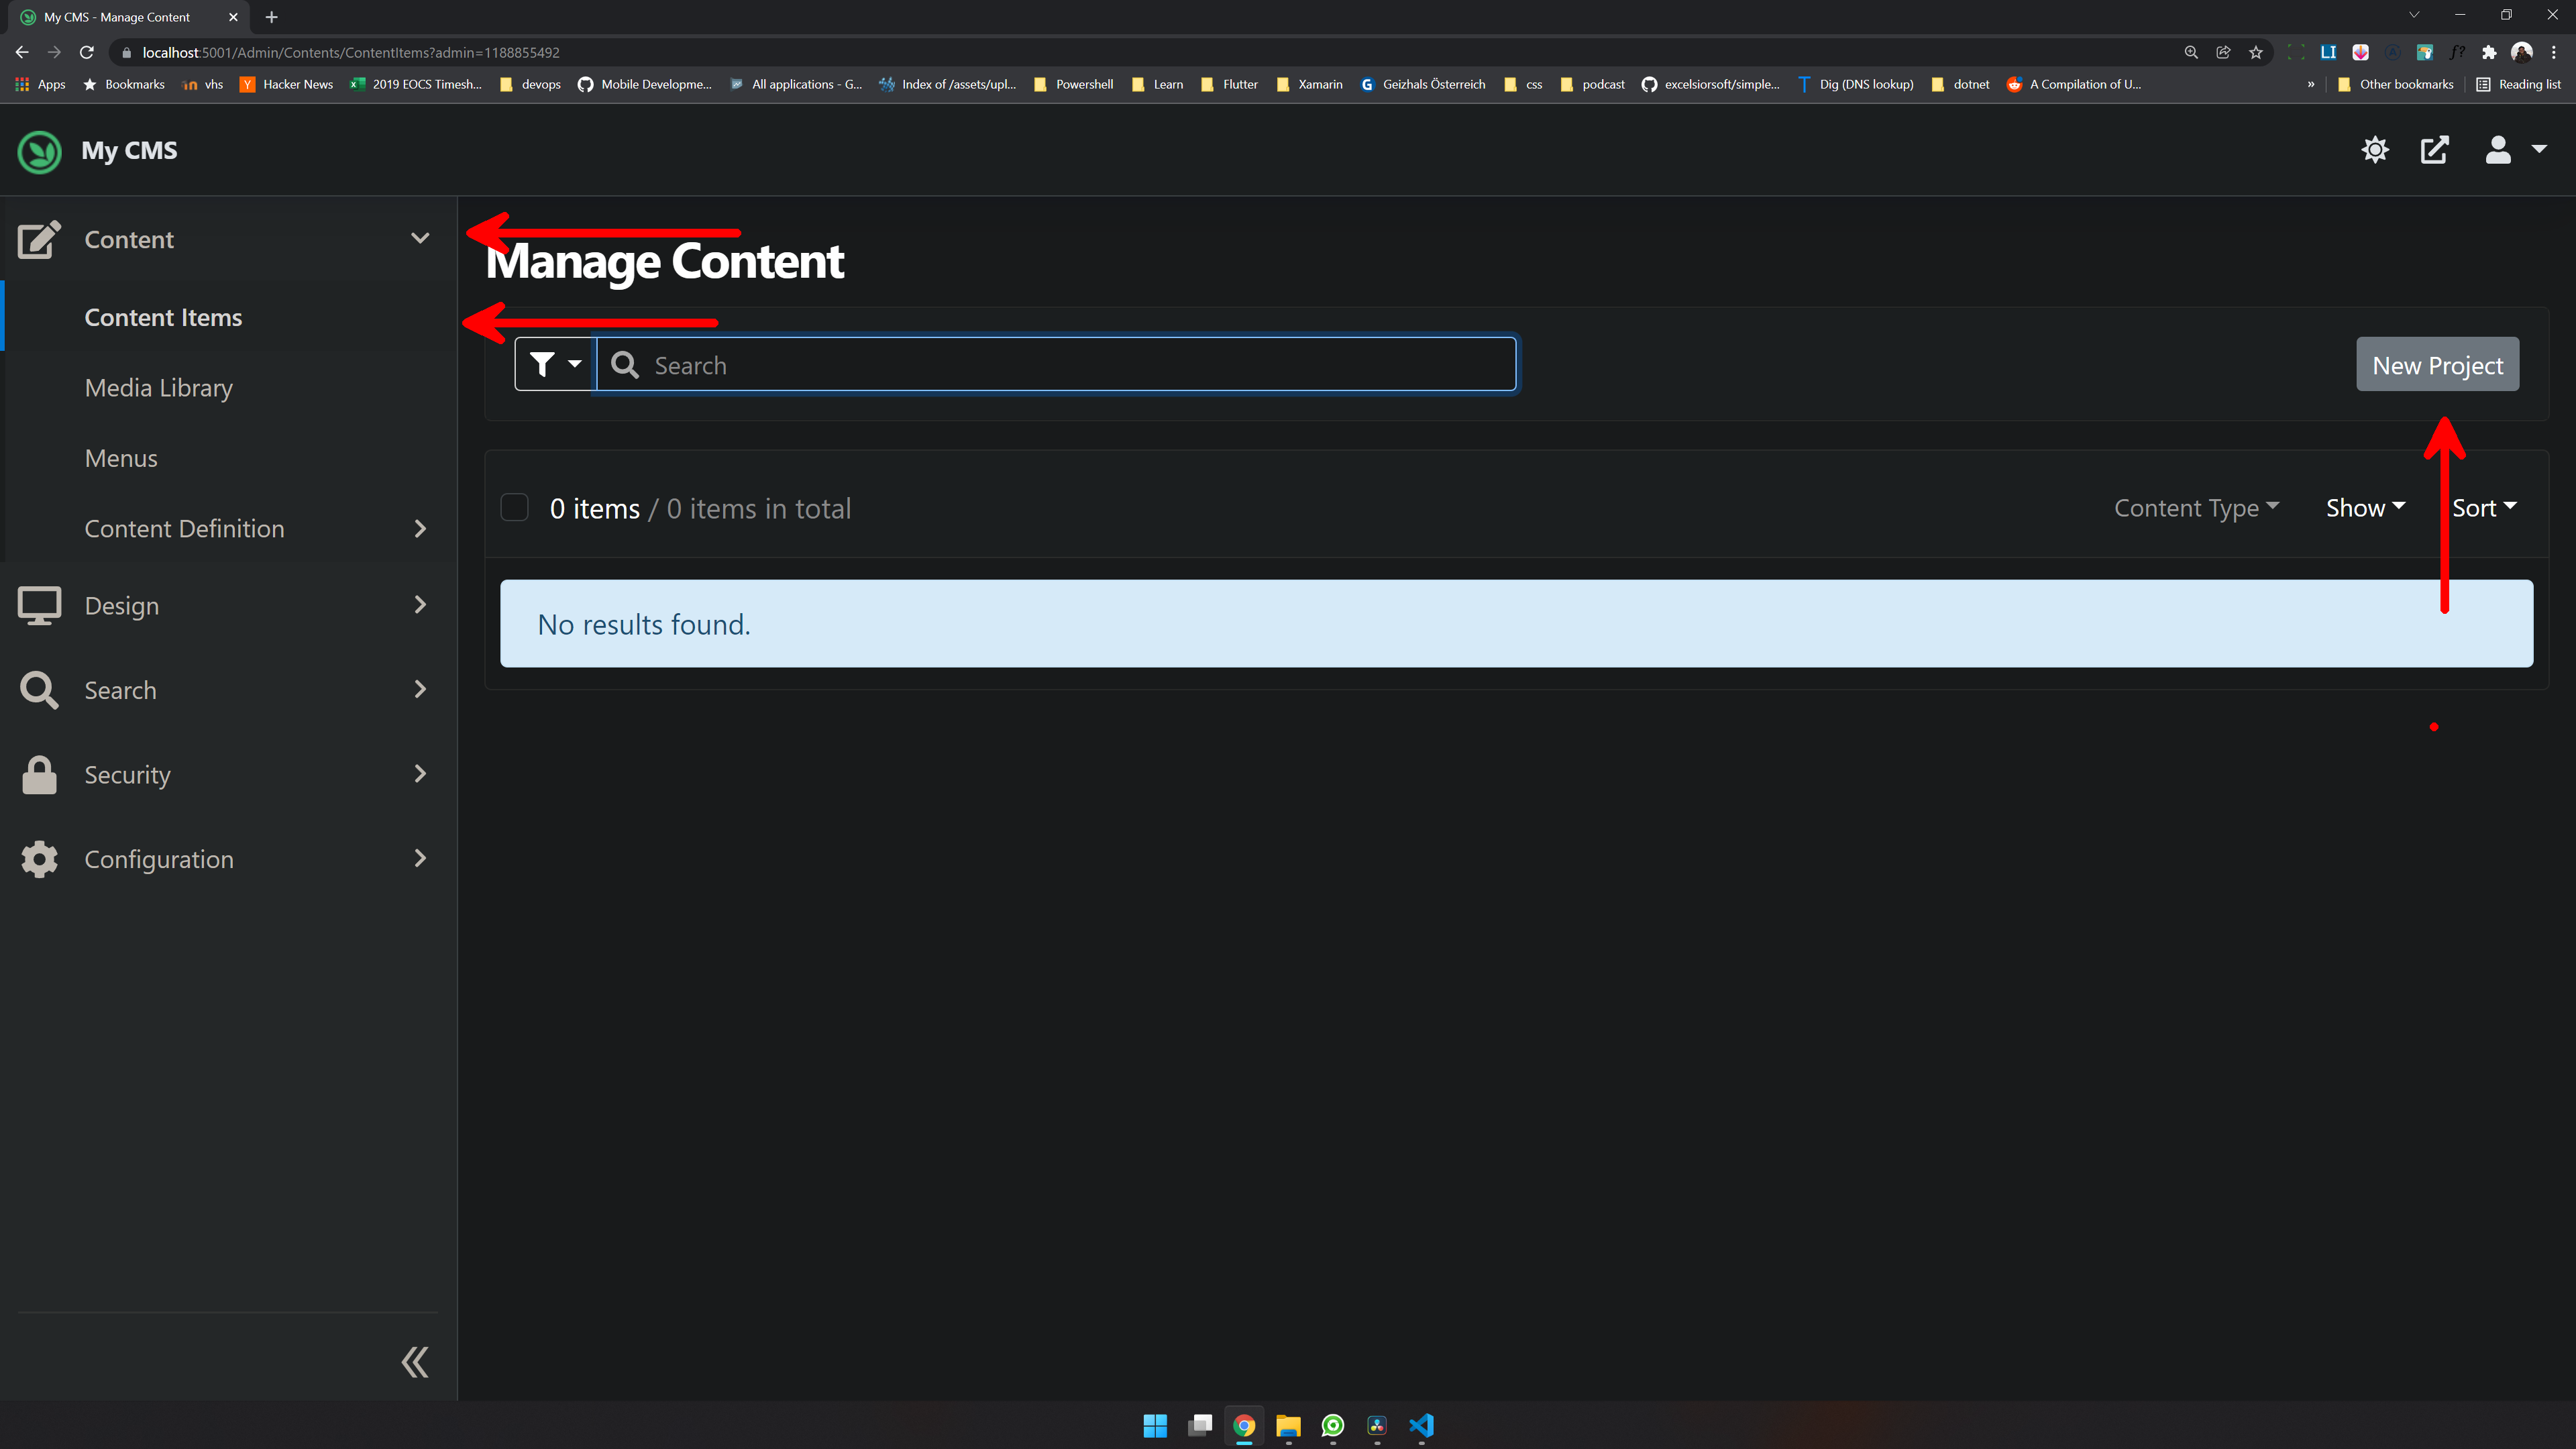 My CMS - Manage Content
localhost:5001/Admin/Contents/ContentItems?admin=1188855492
Apps Bookmarks vhs Hacker News 2019 EOCS Timesh... devops Mobile Developme... All applications - G... Index of /assets/upl... Powershell Learn Flutter Xamarin Geizhals Österreich css podcast excelsiorsoft/simple... Dig (DNS lookup) dotnet A Compilation of U... » Other bookmarks Reading list
My CMS
Content
Content Items
Media Library
Menus
Content Definition
Design
Search
Security
Configuration
Manage Content
Search
New Project
0 items / 0 items in total
Content Type Show Sort
No results found.